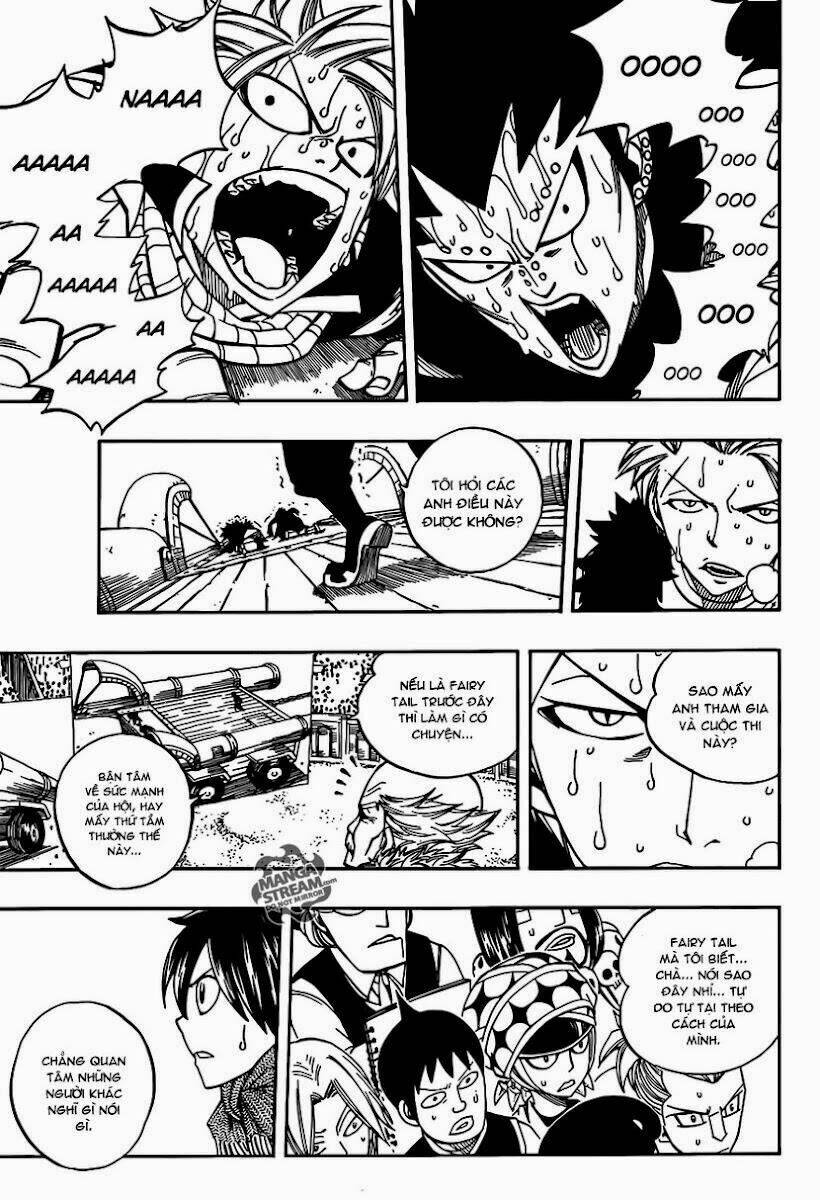 OOOO
OOO
OOO
OOO
OOO
OOO
OOO
NAAAA
AAAAA
AA
AAAAA
AA
AAAAA
TÔI HỎI CÁC
ANH ĐIỀU NÀY
ĐƯỢC KHÔNG?
SAO MẤY
ANH THAM GIA
VÀ CUỘC THI
NÀY?
NẾU LÀ FAIRY
TAIL TRƯỚC ĐÂY
THÌ LÀM GÌ CÓ
CHUYỆN...
BẬN TÂM
VỀ SỨC MẠNH
CỦA HỘI, HAY
MẤY THỨ TẦM
THƯỜNG THẾ
NÀY...
MANGA
STREAM.com
DO NOT MIRROR
FAIRY TAIL
MÀ TÔI BIẾT...
CHÀ... NÓI SAO
ĐÂY NHỈ... TỰ
DO TỰ TẠI THEO
CÁCH CỦA
MÌNH.
CHẲNG QUAN
TÂM NHỮNG
NGƯỜI KHÁC
NGHĨ GÌ NÓI
GÌ.